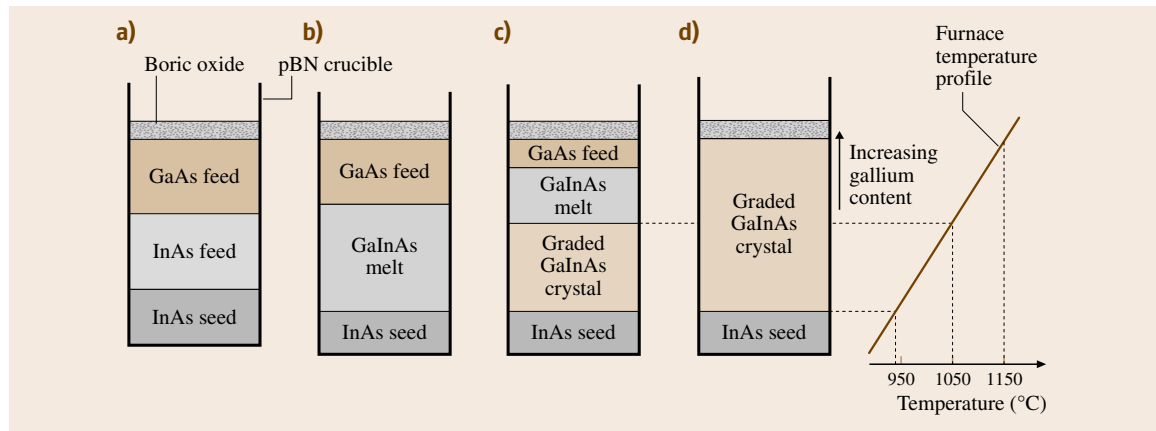 a)
b)
c)
d)
Boric oxide
pBN crucible
GaAs feed
InAs feed
InAs seed
GaAs feed
GaInAs
melt
InAs seed
GaAs feed
GaInAs
melt
Graded
GaInAs
crystal
InAs seed
Graded
GaInAs
crystal
InAs seed
Increasing
gallium
content
Furnace
temperature
profile
950
1050
1150
Temperature (°C)